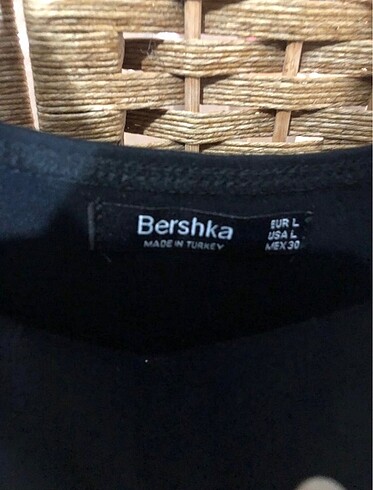 Bershka
MADE IN TURKEY
EUR L
USA L
MEX 30